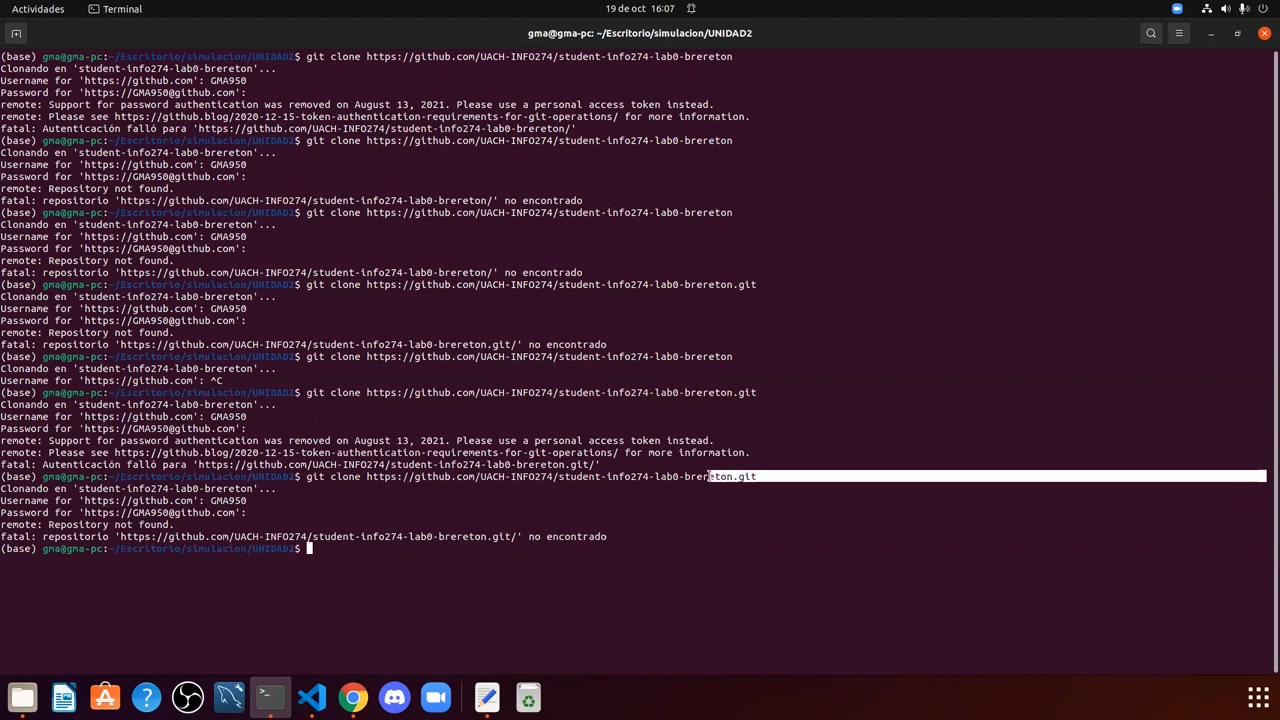 Actividades
Terminal
19 de oct 16:07
gma@gma-pc: ~/Escritorio/simulacion/UNIDAD2
(base) gma@gma-pc:~/Escritorio/simulacion/UNIDAD2$ git clone https://github.com/UACH-INFO274/student-info274-lab0-brereton
Clonando en 'student-info274-lab0-brereton'...
Username for 'https://github.com': GMA950
Password for 'https://GMA950@github.com':
remote: Support for password authentication was removed on August 13, 2021. Please use a personal access token instead.
remote: Please see https://github.blog/2020-12-15-token-authentication-requirements-for-git-operations/ for more information.
fatal: Autenticación falló para 'https://github.com/UACH-INFO274/student-info274-lab0-brereton/'
(base) gma@gma-pc:~/Escritorio/simulacion/UNIDAD2$ git clone https://github.com/UACH-INFO274/student-info274-lab0-brereton
Clonando en 'student-info274-lab0-brereton'...
Username for 'https://github.com': GMA950
Password for 'https://GMA950@github.com':
remote: Repository not found.
fatal: repositorio 'https://github.com/UACH-INFO274/student-info274-lab0-brereton/' no encontrado
(base) gma@gma-pc:~/Escritorio/simulacion/UNIDAD2$ git clone https://github.com/UACH-INFO274/student-info274-lab0-brereton
Clonando en 'student-info274-lab0-brereton'...
Username for 'https://github.com': GMA950
Password for 'https://GMA950@github.com':
remote: Repository not found.
fatal: repositorio 'https://github.com/UACH-INFO274/student-info274-lab0-brereton/' no encontrado
(base) gma@gma-pc:~/Escritorio/simulacion/UNIDAD2$ git clone https://github.com/UACH-INFO274/student-info274-lab0-brereton.git
Clonando en 'student-info274-lab0-brereton'...
Username for 'https://github.com': GMA950
Password for 'https://GMA950@github.com':
remote: Repository not found.
fatal: repositorio 'https://github.com/UACH-INFO274/student-info274-lab0-brereton.git/' no encontrado
(base) gma@gma-pc:~/Escritorio/simulacion/UNIDAD2$ git clone https://github.com/UACH-INFO274/student-info274-lab0-brereton
Clonando en 'student-info274-lab0-brereton'...
Username for 'https://github.com': ^C
(base) gma@gma-pc:~/Escritorio/simulacion/UNIDAD2$ git clone https://github.com/UACH-INFO274/student-info274-lab0-brereton.git
Clonando en 'student-info274-lab0-brereton'...
Username for 'https://github.com': GMA950
Password for 'https://GMA950@github.com':
remote: Support for password authentication was removed on August 13, 2021. Please use a personal access token instead.
remote: Please see https://github.blog/2020-12-15-token-authentication-requirements-for-git-operations/ for more information.
fatal: Autenticación falló para 'https://github.com/UACH-INFO274/student-info274-lab0-brereton.git/'
(base) gma@gma-pc:~/Escritorio/simulacion/UNIDAD2$ git clone https://github.com/UACH-INFO274/student-info274-lab0-brereton.git
Clonando en 'student-info274-lab0-brereton'...
Username for 'https://github.com': GMA950
Password for 'https://GMA950@github.com':
remote: Repository not found.
fatal: repositorio 'https://github.com/UACH-INFO274/student-info274-lab0-brereton.git/' no encontrado
(base) gma@gma-pc:~/Escritorio/simulacion/UNIDAD2$